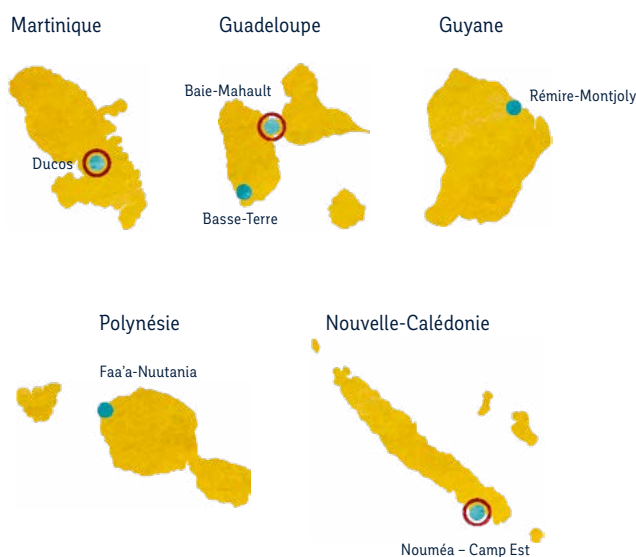 Martinique
Guadeloupe
Guyane
Baie-Mahault
Rémire-Montjoly
Ducos
Basse-Terre
Polynésie
Nouvelle-Calédonie
Faa'a-Nuutania
Nouméa – Camp Est